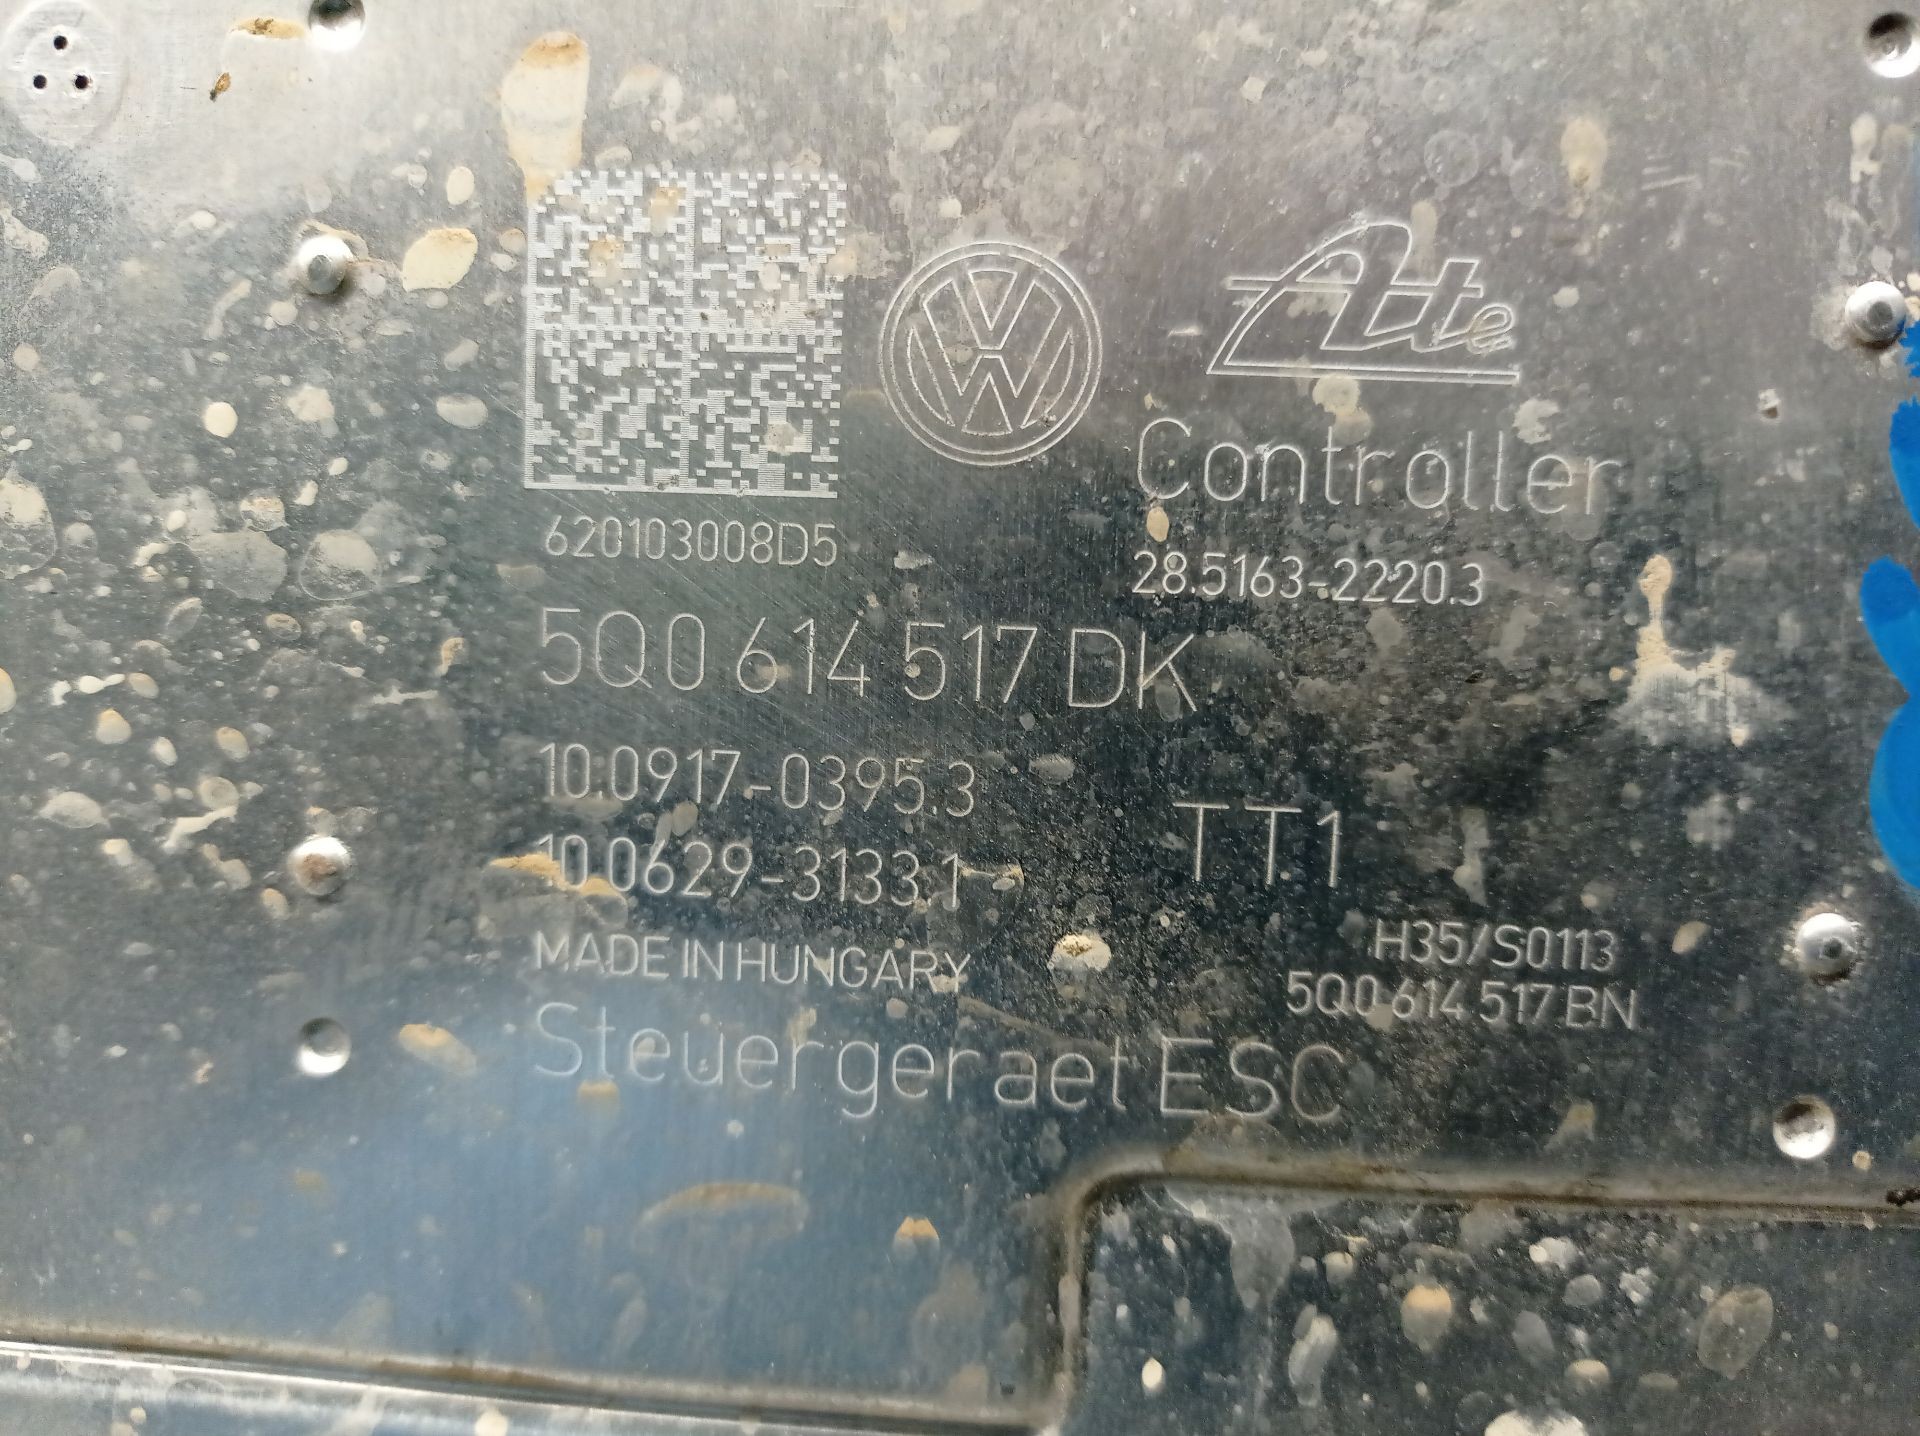 Ate
Controller
620103008D5
28.5163-2220.3
5Q0 614 517 DK
10.0917-0395.3
10.0629-3133.1
TT1
MADE IN HUNGARY
H35/S0113
5Q0 614 517 BN
Steuergeraet ESC